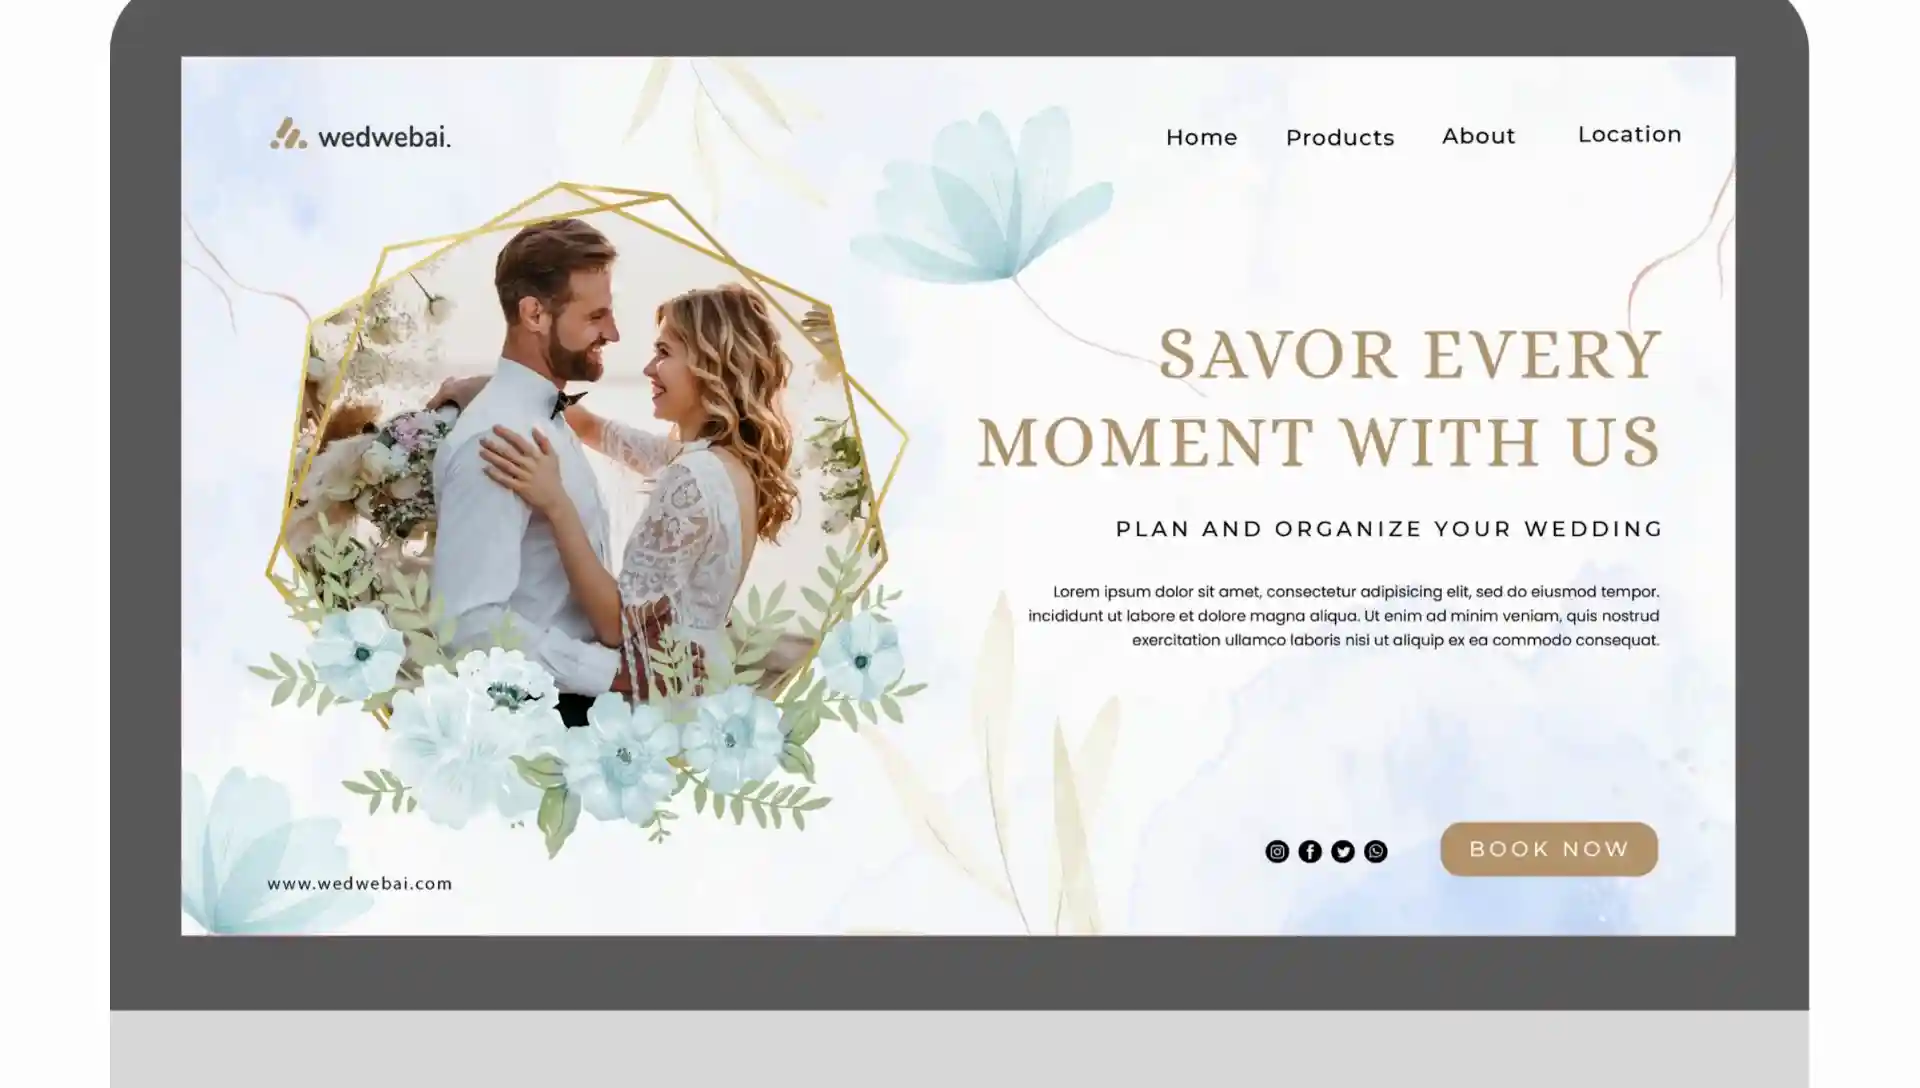 wedwebai.
Home Products About Location
SAVOR EVERY
MOMENT WITH US
PLAN AND ORGANIZE YOUR WEDDING
Lorem ipsum dolor sit amet, consectetur adipisicing elit, sed do eiusmod tempor.
incididunt ut labore et dolore magna aliqua. Ut enim ad minim veniam, quis nostrud
exercitation ullamco laboris nisi ut aliquip ex ea commodo consequat.
BOOK NOW
www.wedwebai.com